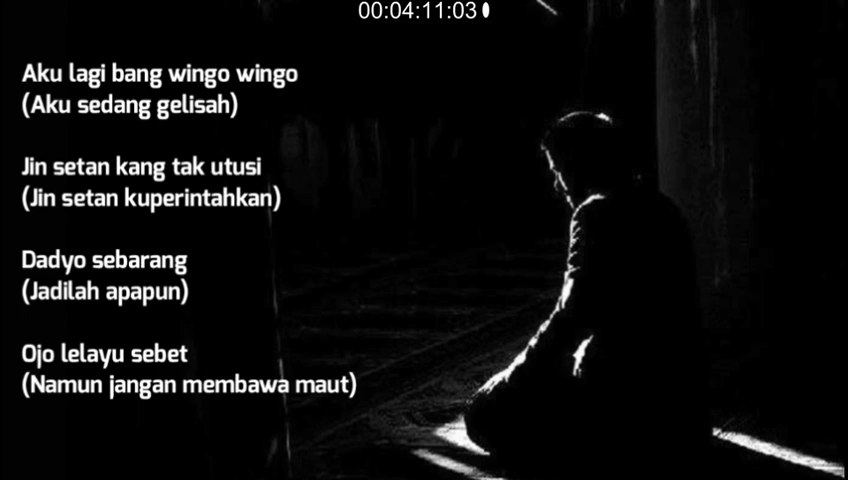 00:04:11:03
Aku lagi bang wingo wingo
(Aku sedang gelisah)
Jin setan kang tak utusi
(Jin setan kuperintahkan)
Dadyo sebarang
(Jadilah apapun)
Ojo lelayu sebet
(Namun jangan membawa maut)